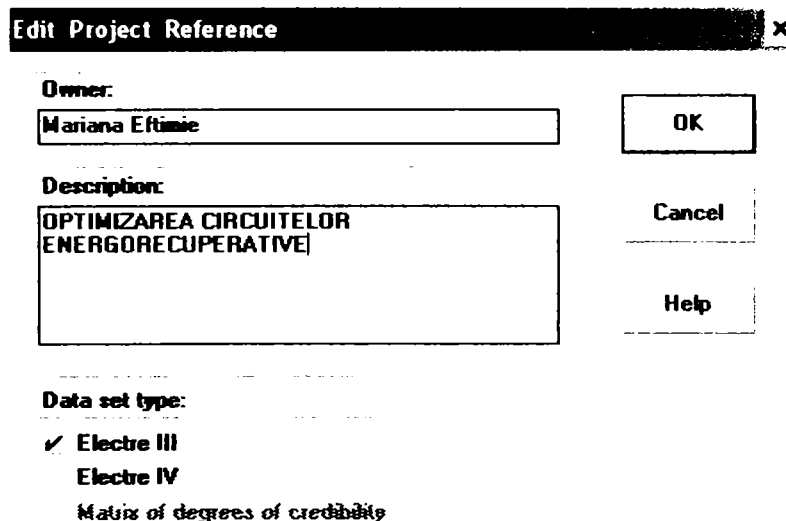 Edit Project Reference
Owner:
Mariana Eftimie
OK
Description:
OPTIMIZAREA CIRCUITELOR
ENERGORECUPERATIVE
Cancel
Help
Data set type:
✔ Electre III
Electre IV
Matrix of degrees of credibility